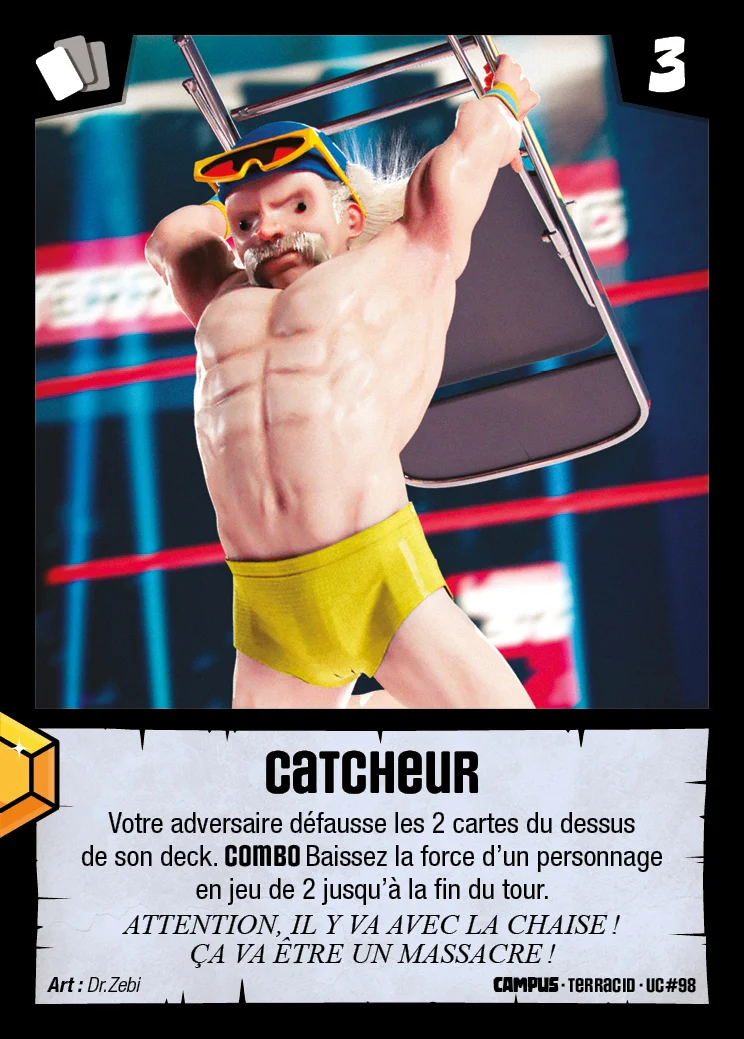 3
CATCHEUR
Votre adversaire défausse les 2 cartes du dessus
de son deck. COMBO Baissez la force d'un personnage
en jeu de 2 jusqu'à la fin du tour.
ATTENTION, IL Y VA AVEC LA CHAISE !
ÇA VA ÊTRE UN MASSACRE !
Art : Dr.Zebi
CAMPUS · TERRACID · UC#98